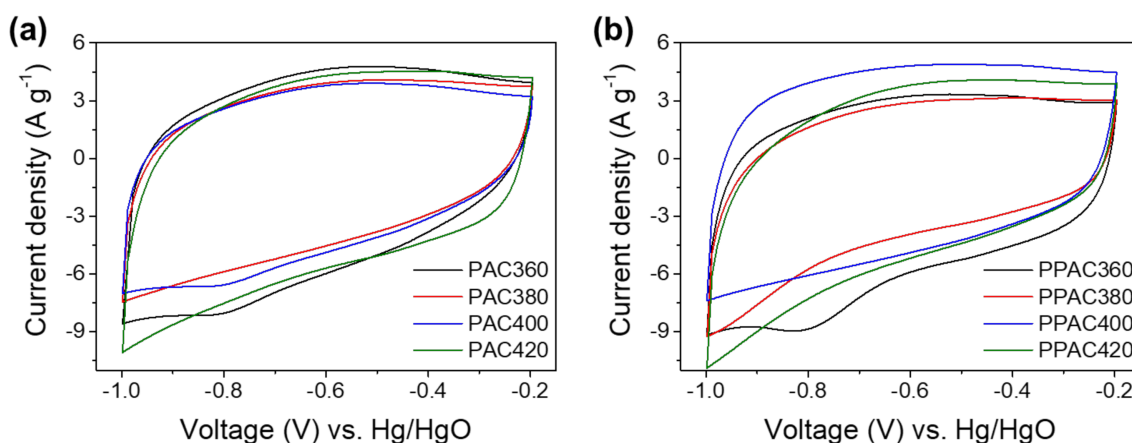 (a)
6
3
0
-3
-6
-9
Current density (A g⁻¹)
PAC360
PAC380
PAC400
PAC420
-1.0 -0.8 -0.6 -0.4 -0.2
Voltage (V) vs. Hg/HgO
(b)
6
3
0
-3
-6
-9
Current density (A g⁻¹)
PPAC360
PPAC380
PPAC400
PPAC420
-1.0 -0.8 -0.6 -0.4 -0.2
Voltage (V) vs. Hg/HgO